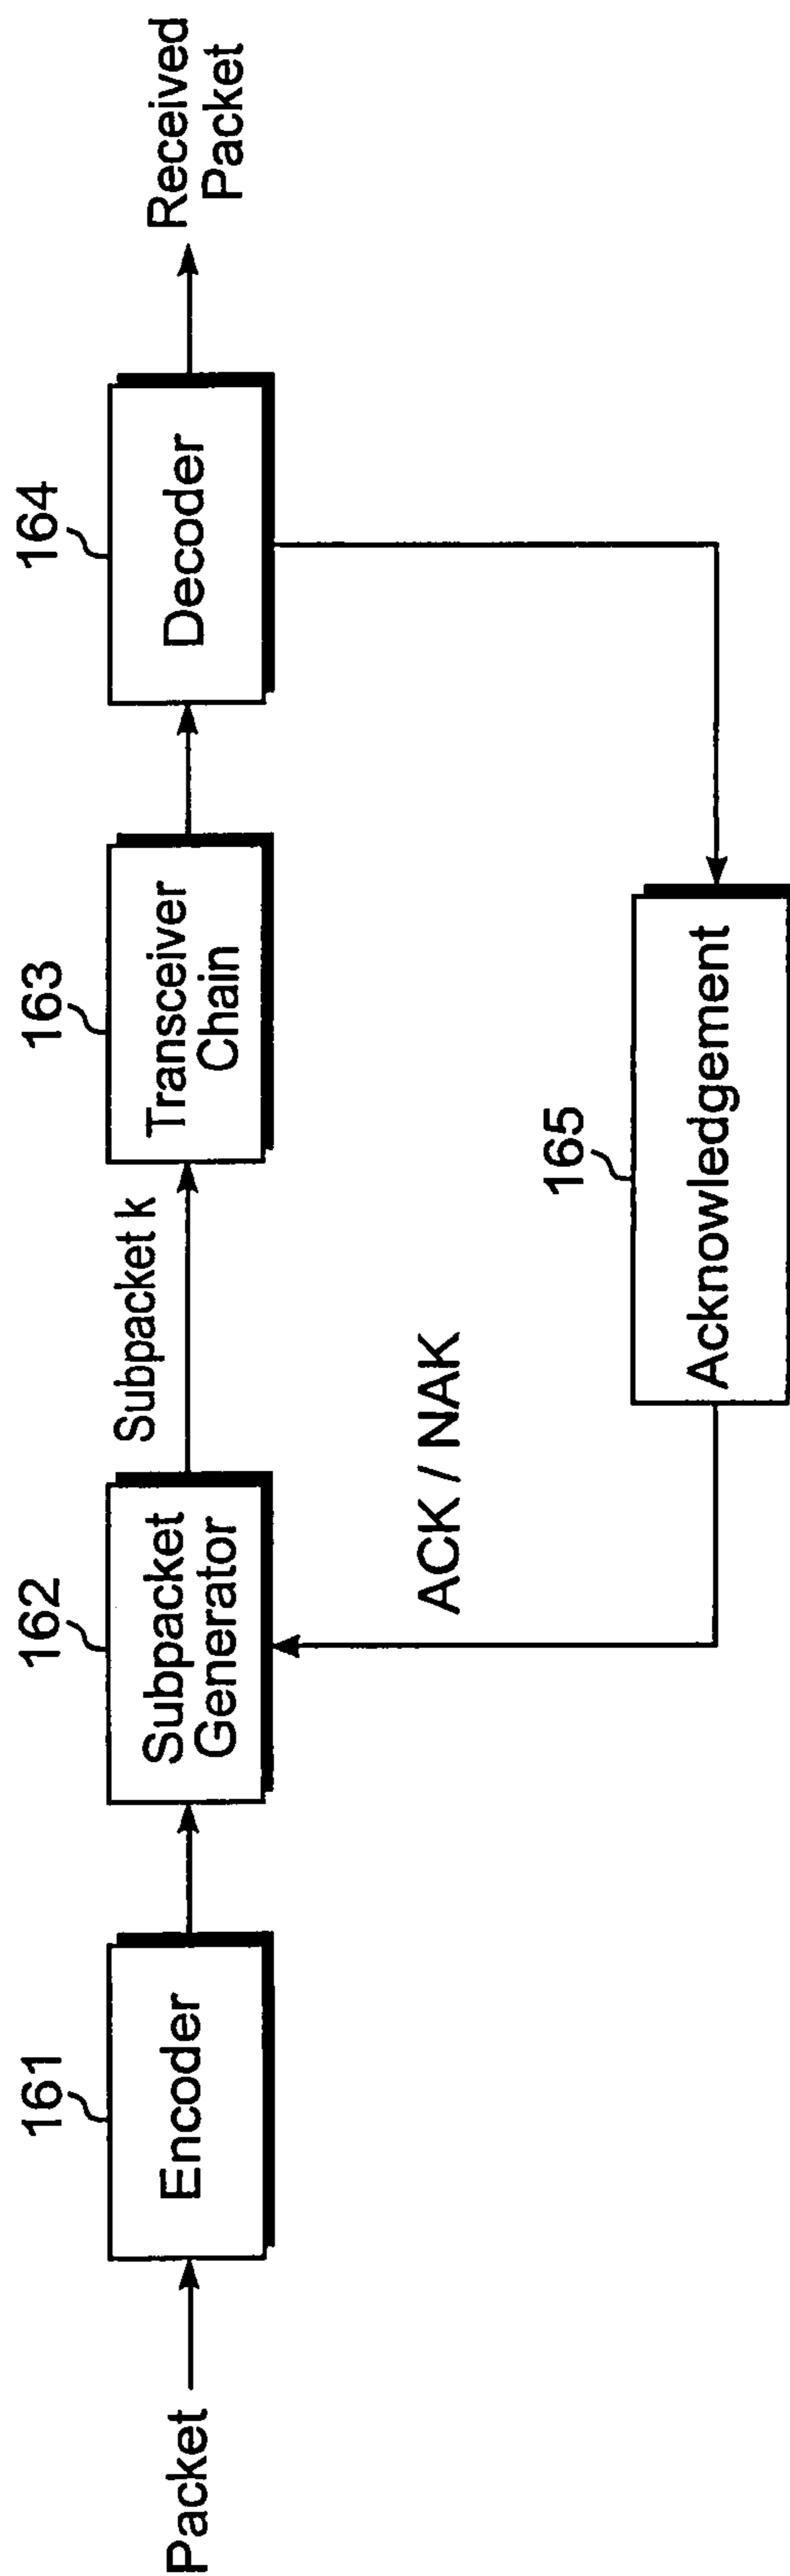 Packet
161
Encoder
162
Subpacket
Generator
Subpacket k
163
Transceiver
Chain
164
Decoder
Received
Packet
ACK / NAK
165
Acknowledgement